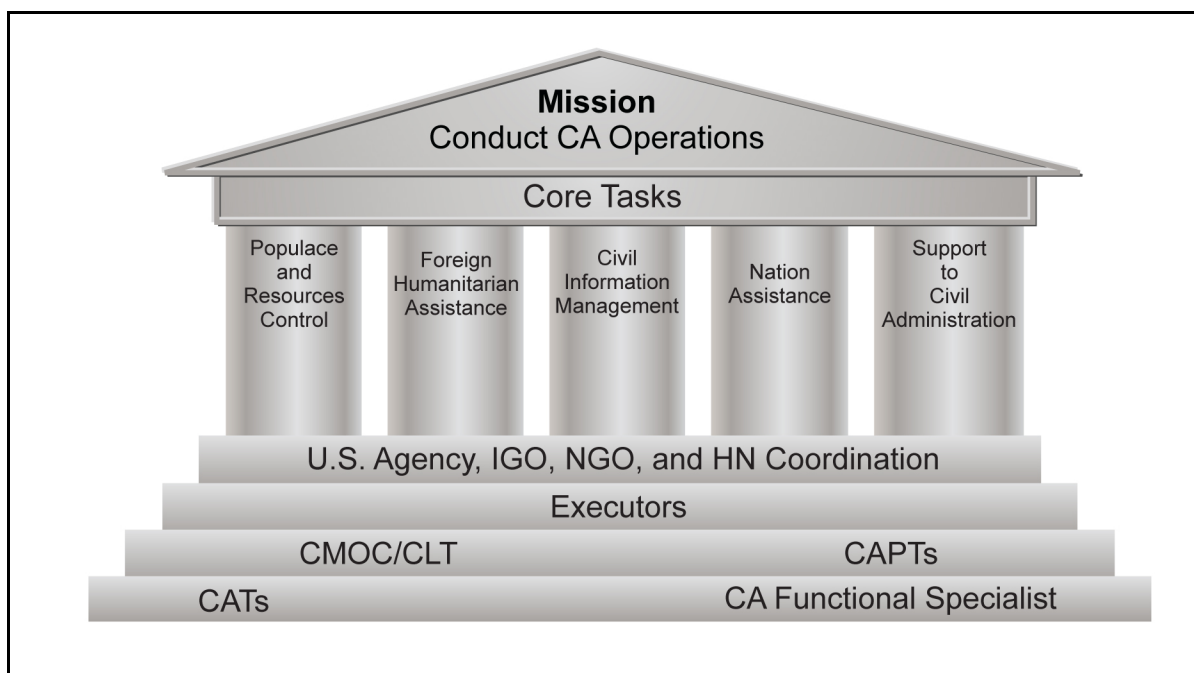 Mission
Conduct CA Operations
Core Tasks
Populace
and
Resources
Control
Foreign
Humanitarian
Assistance
Civil
Information
Management
Nation
Assistance
Support
to
Civil
Administration
U.S. Agency, IGO, NGO, and HN Coordination
Executors
CMOC/CLT CAPTs
CATs CA Functional Specialist